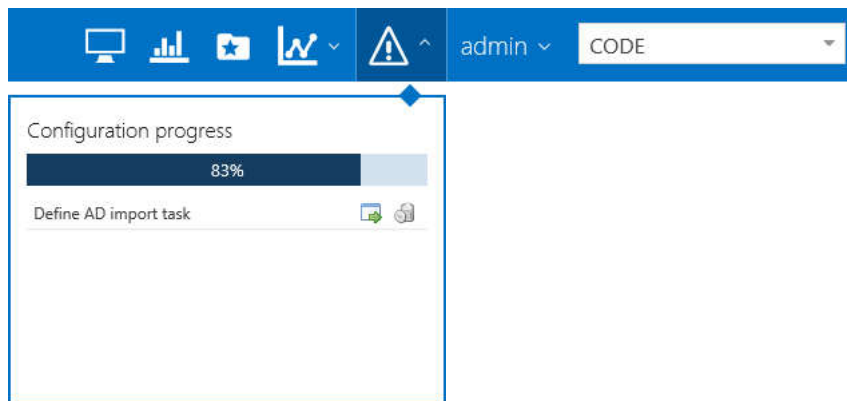 admin
CODE
Configuration progress
83%
Define AD import task